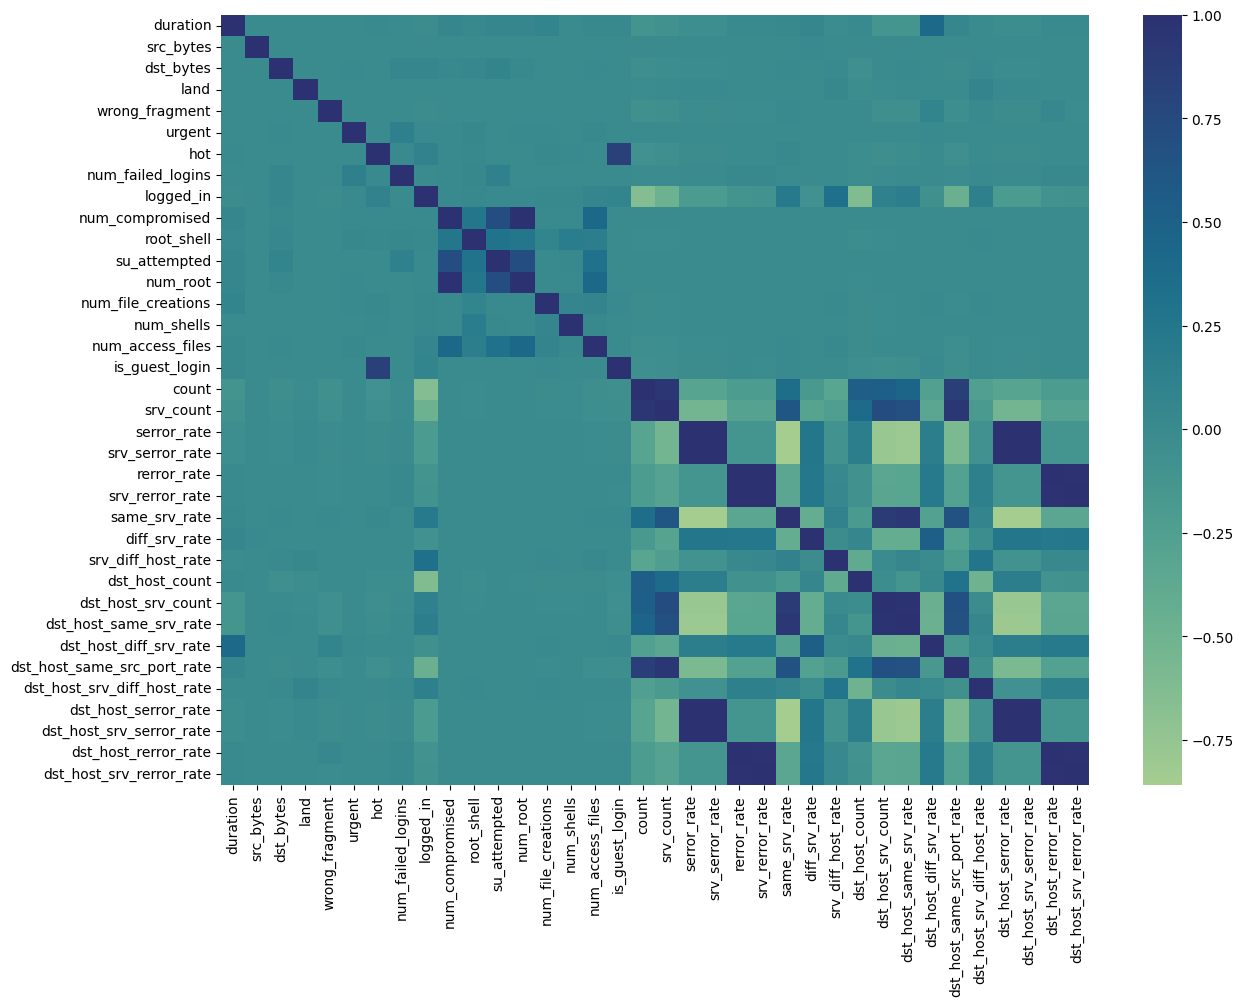 duration
src_bytes
dst_bytes
land
wrong_fragment
urgent
hot
num_failed_logins
logged_in
num_compromised
root_shell
su_attempted
num_root
num_file_creations
num_shells
num_access_files
is_guest_login
count
srv_count
serror_rate
srv_serror_rate
rerror_rate
srv_rerror_rate
same_srv_rate
diff_srv_rate
srv_diff_host_rate
dst_host_count
dst_host_srv_count
dst_host_same_srv_rate
dst_host_diff_srv_rate
dst_host_same_src_port_rate
dst_host_srv_diff_host_rate
dst_host_serror_rate
dst_host_srv_serror_rate
dst_host_rerror_rate
dst_host_srv_rerror_rate
duration
src_bytes
dst_bytes
land
wrong_fragment
urgent
hot
num_failed_logins
logged_in
num_compromised
root_shell
su_attempted
num_root
num_file_creations
num_shells
num_access_files
is_guest_login
count
srv_count
serror_rate
srv_serror_rate
rerror_rate
srv_rerror_rate
same_srv_rate
diff_srv_rate
srv_diff_host_rate
dst_host_count
dst_host_srv_count
dst_host_same_srv_rate
dst_host_diff_srv_rate
dst_host_same_src_port_rate
dst_host_srv_diff_host_rate
dst_host_serror_rate
dst_host_srv_serror_rate
dst_host_rerror_rate
dst_host_srv_rerror_rate
1.00
0.75
0.50
0.25
0.00
−0.25
−0.50
−0.75